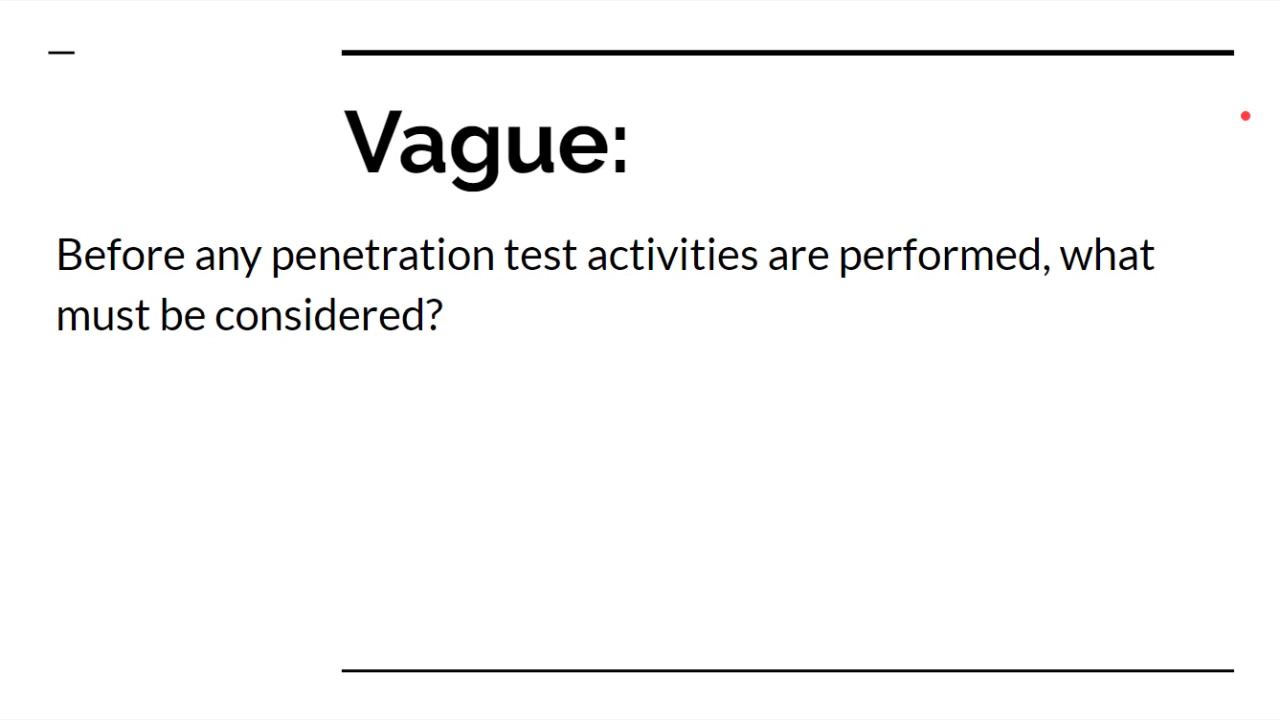 Vague:
Before any penetration test activities are performed, what
must be considered?